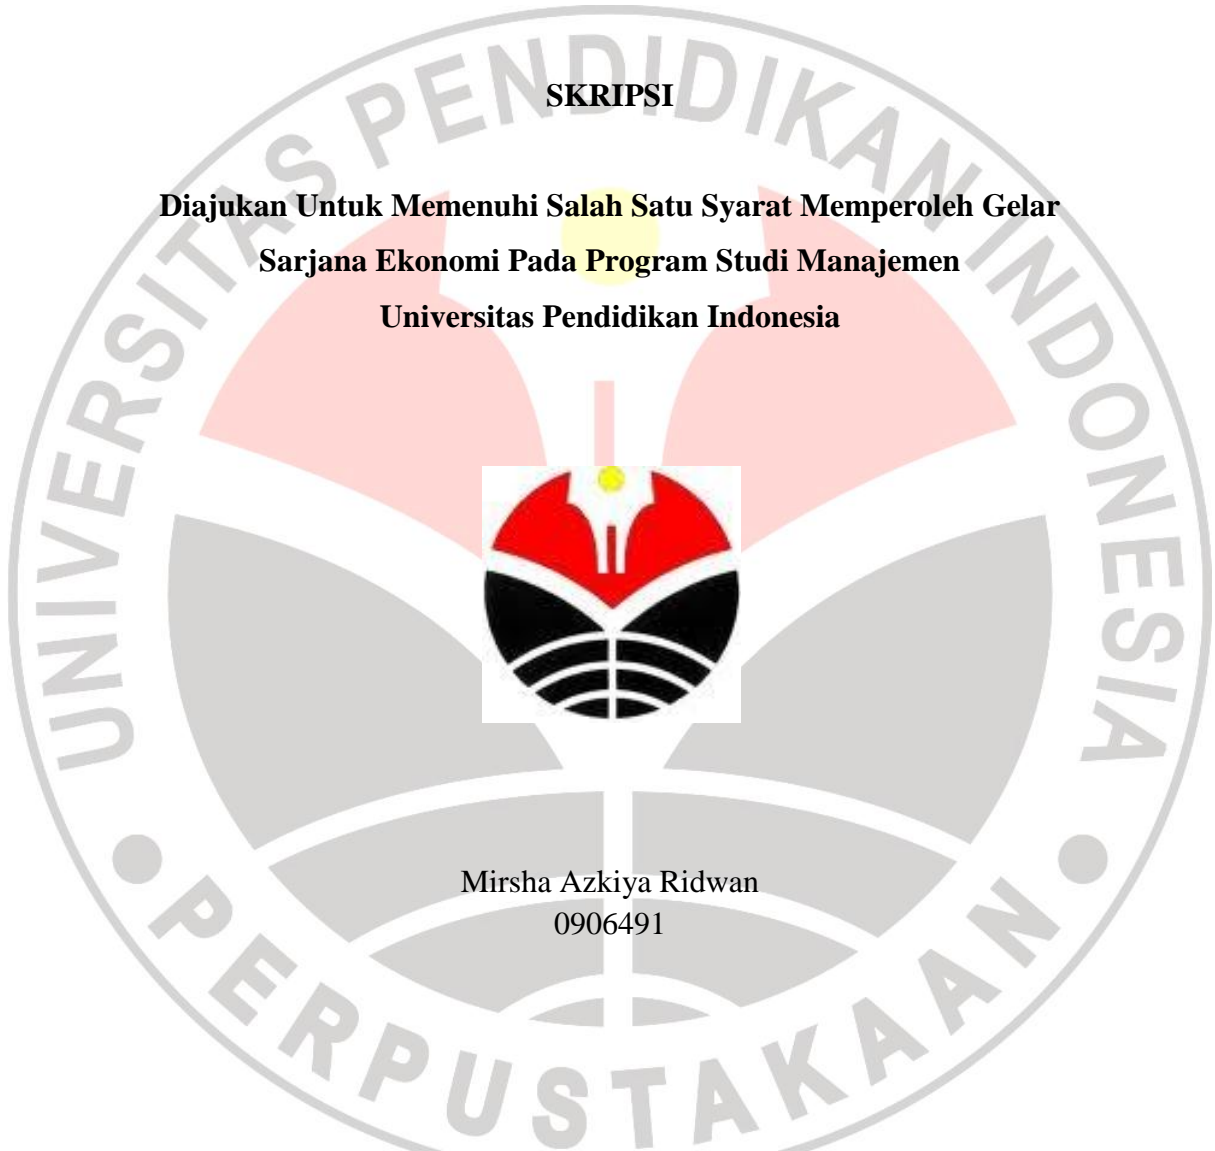 SKRIPSI
Diajukan Untuk Memenuhi Salah Satu Syarat Memperoleh Gelar
Sarjana Ekonomi Pada Program Studi Manajemen
Universitas Pendidikan Indonesia
Mirsha Azkiya Ridwan
0906491
UNIVERSITAS PENDIDIKAN INDONESIA
PERPUSTAKAAN